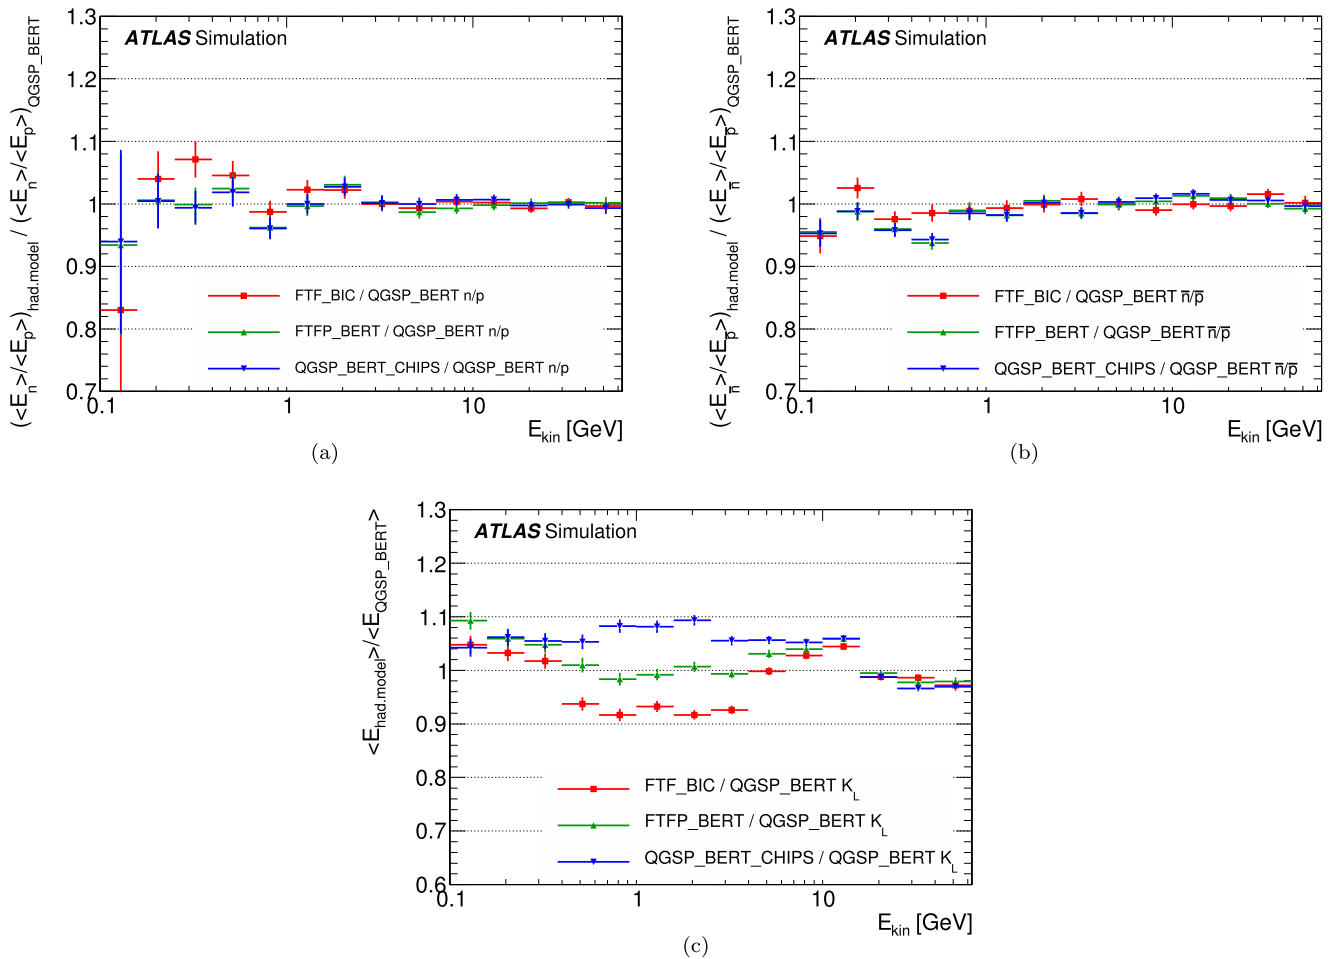 1.3
ATLAS Simulation
1.2
1.1
1
0.9
FTF_BIC / QGSP_BERT n/p
0.8
FTFP_BERT / QGSP_BERT n/p
QGSP_BERT_CHIPS / QGSP_BERT n/p
0.7
0.1 1 10
E_kin [GeV]
(<E_n>/<E_p>)_had.model / (<E_n>/<E_p>)_QGSP_BERT
(a)
1.3
ATLAS Simulation
1.2
1.1
1
0.9
FTF_BIC / QGSP_BERT n̅/p̅
0.8
FTFP_BERT / QGSP_BERT n̅/p̅
QGSP_BERT_CHIPS / QGSP_BERT n̅/p̅
0.7
0.1 1 10
E_kin [GeV]
(<E_n̅>/<E_p̅>)_had.model / (<E_n̅>/<E_p̅>)_QGSP_BERT
(b)
1.3
ATLAS Simulation
1.2
1.1
1
0.9
0.8
FTF_BIC / QGSP_BERT K_L
0.7
FTFP_BERT / QGSP_BERT K_L
QGSP_BERT_CHIPS / QGSP_BERT K_L
0.6
0.1 1 10
E_kin [GeV]
<E_had.model>/<E_QGSP_BERT>
(c)